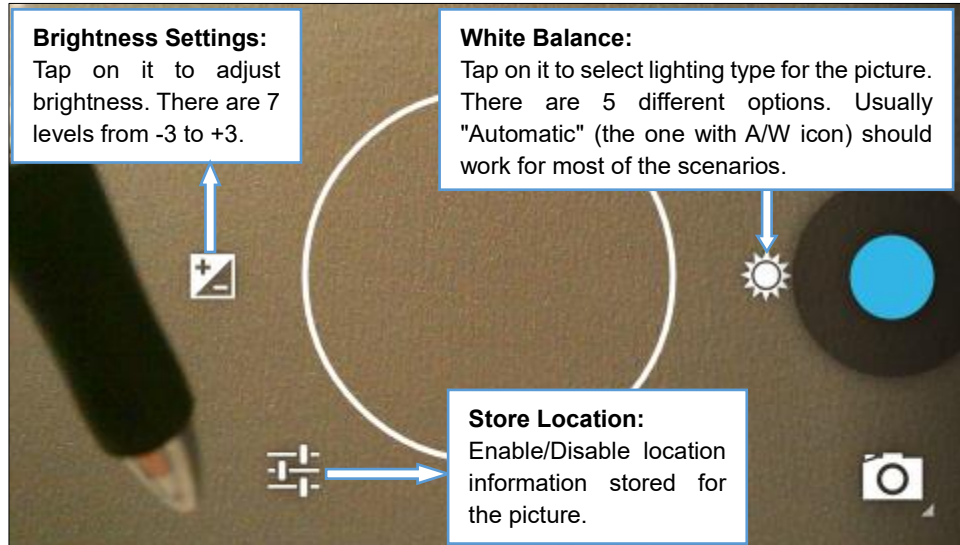 Brightness Settings:
Tap on it to adjust
brightness. There are 7
levels from -3 to +3.
White Balance:
Tap on it to select lighting type for the picture.
There are 5 different options. Usually
"Automatic" (the one with A/W icon) should
work for most of the scenarios.
Store Location:
Enable/Disable location
information stored for
the picture.